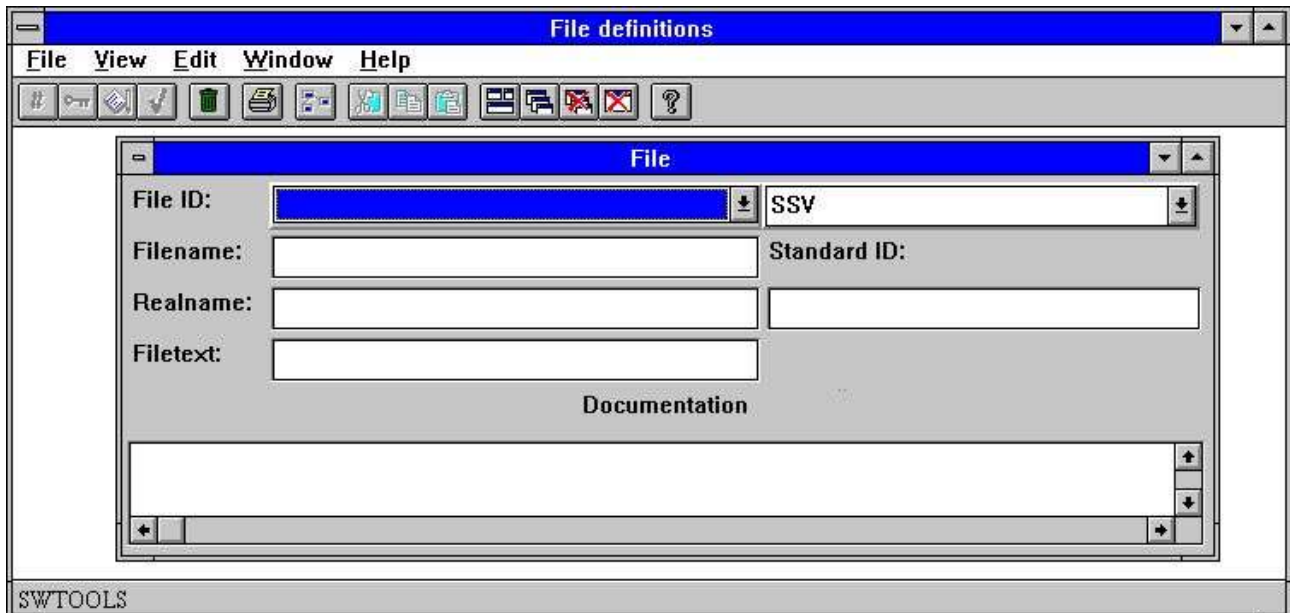 File definitions
File View Edit Window Help
File
File ID:
SSV
Filename:
Standard ID:
Realname:
Filetext:
Documentation
SWTOOLS